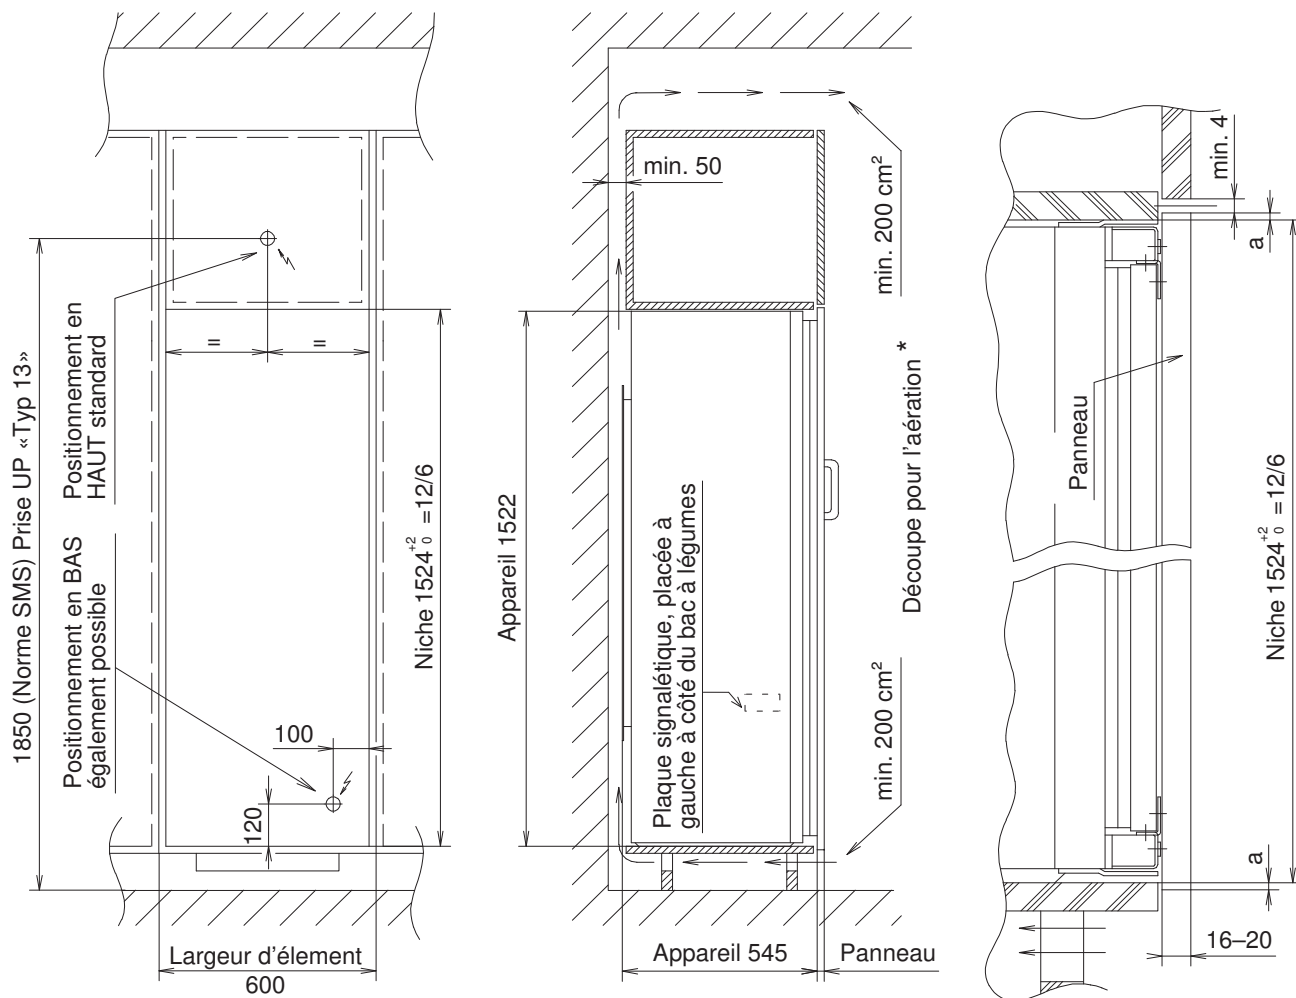 1850 (Norme SMS) Prise UP «Typ 13»
Positionnement en
HAUT standard
Positionnement en BAS
également possible
=
=
100
120
Niche 1524 +2 0 =12/6
Largeur d'élement
600
min. 50
min. 200 cm²
Appareil 1522
Plaque signalétique, placée à
gauche à côté du bac à légumes
Découpe pour l'aération *
min. 200 cm²
Appareil 545
Panneau
min. 4
a
Panneau
Niche 1524 +2 0 =12/6
a
16–20